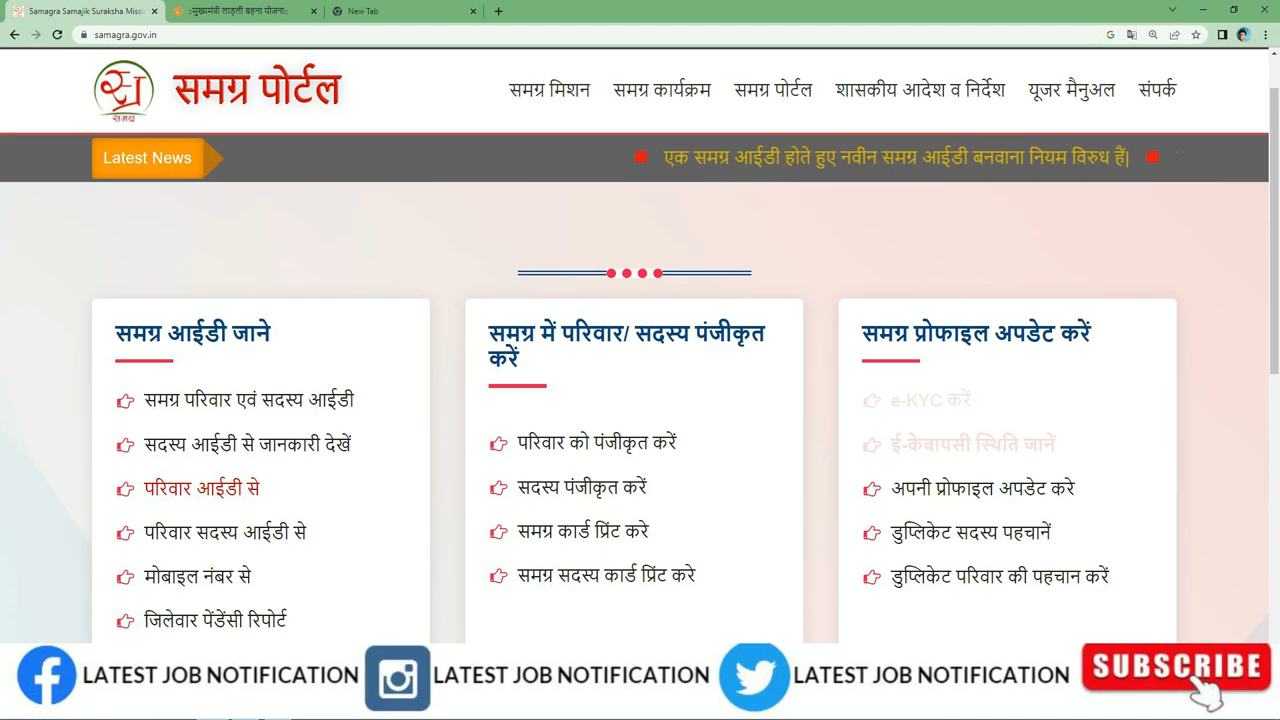 Samagra Samajik Suraksha Missi
::मुख्यमंत्री लाड़ली बहना योजना::
New Tab
samagra.gov.in
समग्र
समग्र पोर्टल
समग्र मिशन समग्र कार्यक्रम समग्र पोर्टल शासकीय आदेश व निर्देश यूजर मैनुअल संपर्क
Latest News
एक समग्र आईडी होते हुए नवीन समग्र आईडी बनवाना नियम विरुध हैं|
समग्र आईडी जाने
समग्र परिवार एवं सदस्य आईडी
सदस्य आईडी से जानकारी देखें
परिवार आईडी से
परिवार सदस्य आईडी से
मोबाइल नंबर से
जिलेवार पेंडेंसी रिपोर्ट
समग्र में परिवार/ सदस्य पंजीकृत
करें
परिवार को पंजीकृत करें
सदस्य पंजीकृत करें
समग्र कार्ड प्रिंट करे
समग्र सदस्य कार्ड प्रिंट करे
समग्र प्रोफाइल अपडेट करें
e-KYC करें
ई-केवायसी स्थिति जानें
अपनी प्रोफाइल अपडेट करे
डुप्लिकेट सदस्य पहचानें
डुप्लिकेट परिवार की पहचान करें
LATEST JOB NOTIFICATION LATEST JOB NOTIFICATION LATEST JOB NOTIFICATION SUBSCRIBE